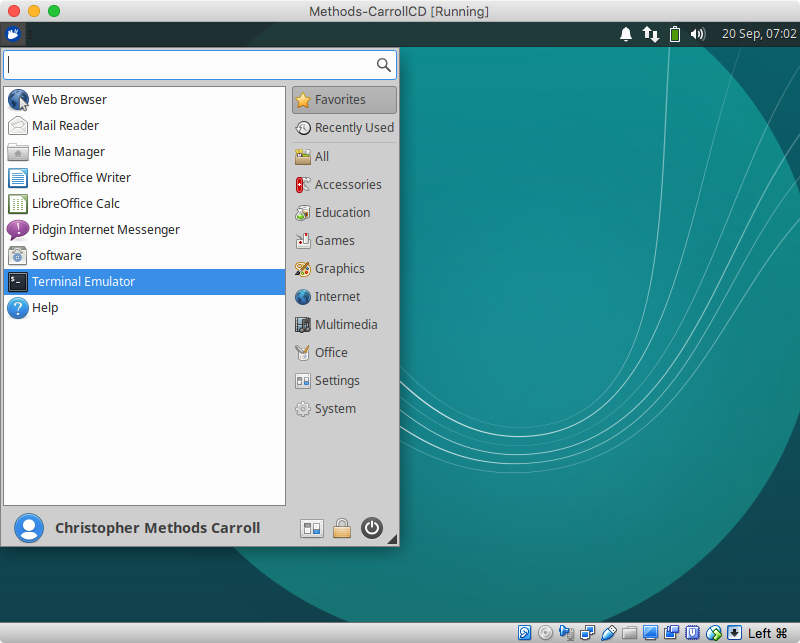 Methods-CarrollCD [Running]
20 Sep, 07:02
Web Browser
Mail Reader
File Manager
LibreOffice Writer
LibreOffice Calc
Pidgin Internet Messenger
Software
Terminal Emulator
Help
Favorites
Recently Used
All
Accessories
Education
Games
Graphics
Internet
Multimedia
Office
Settings
System
Christopher Methods Carroll
Left ⌘